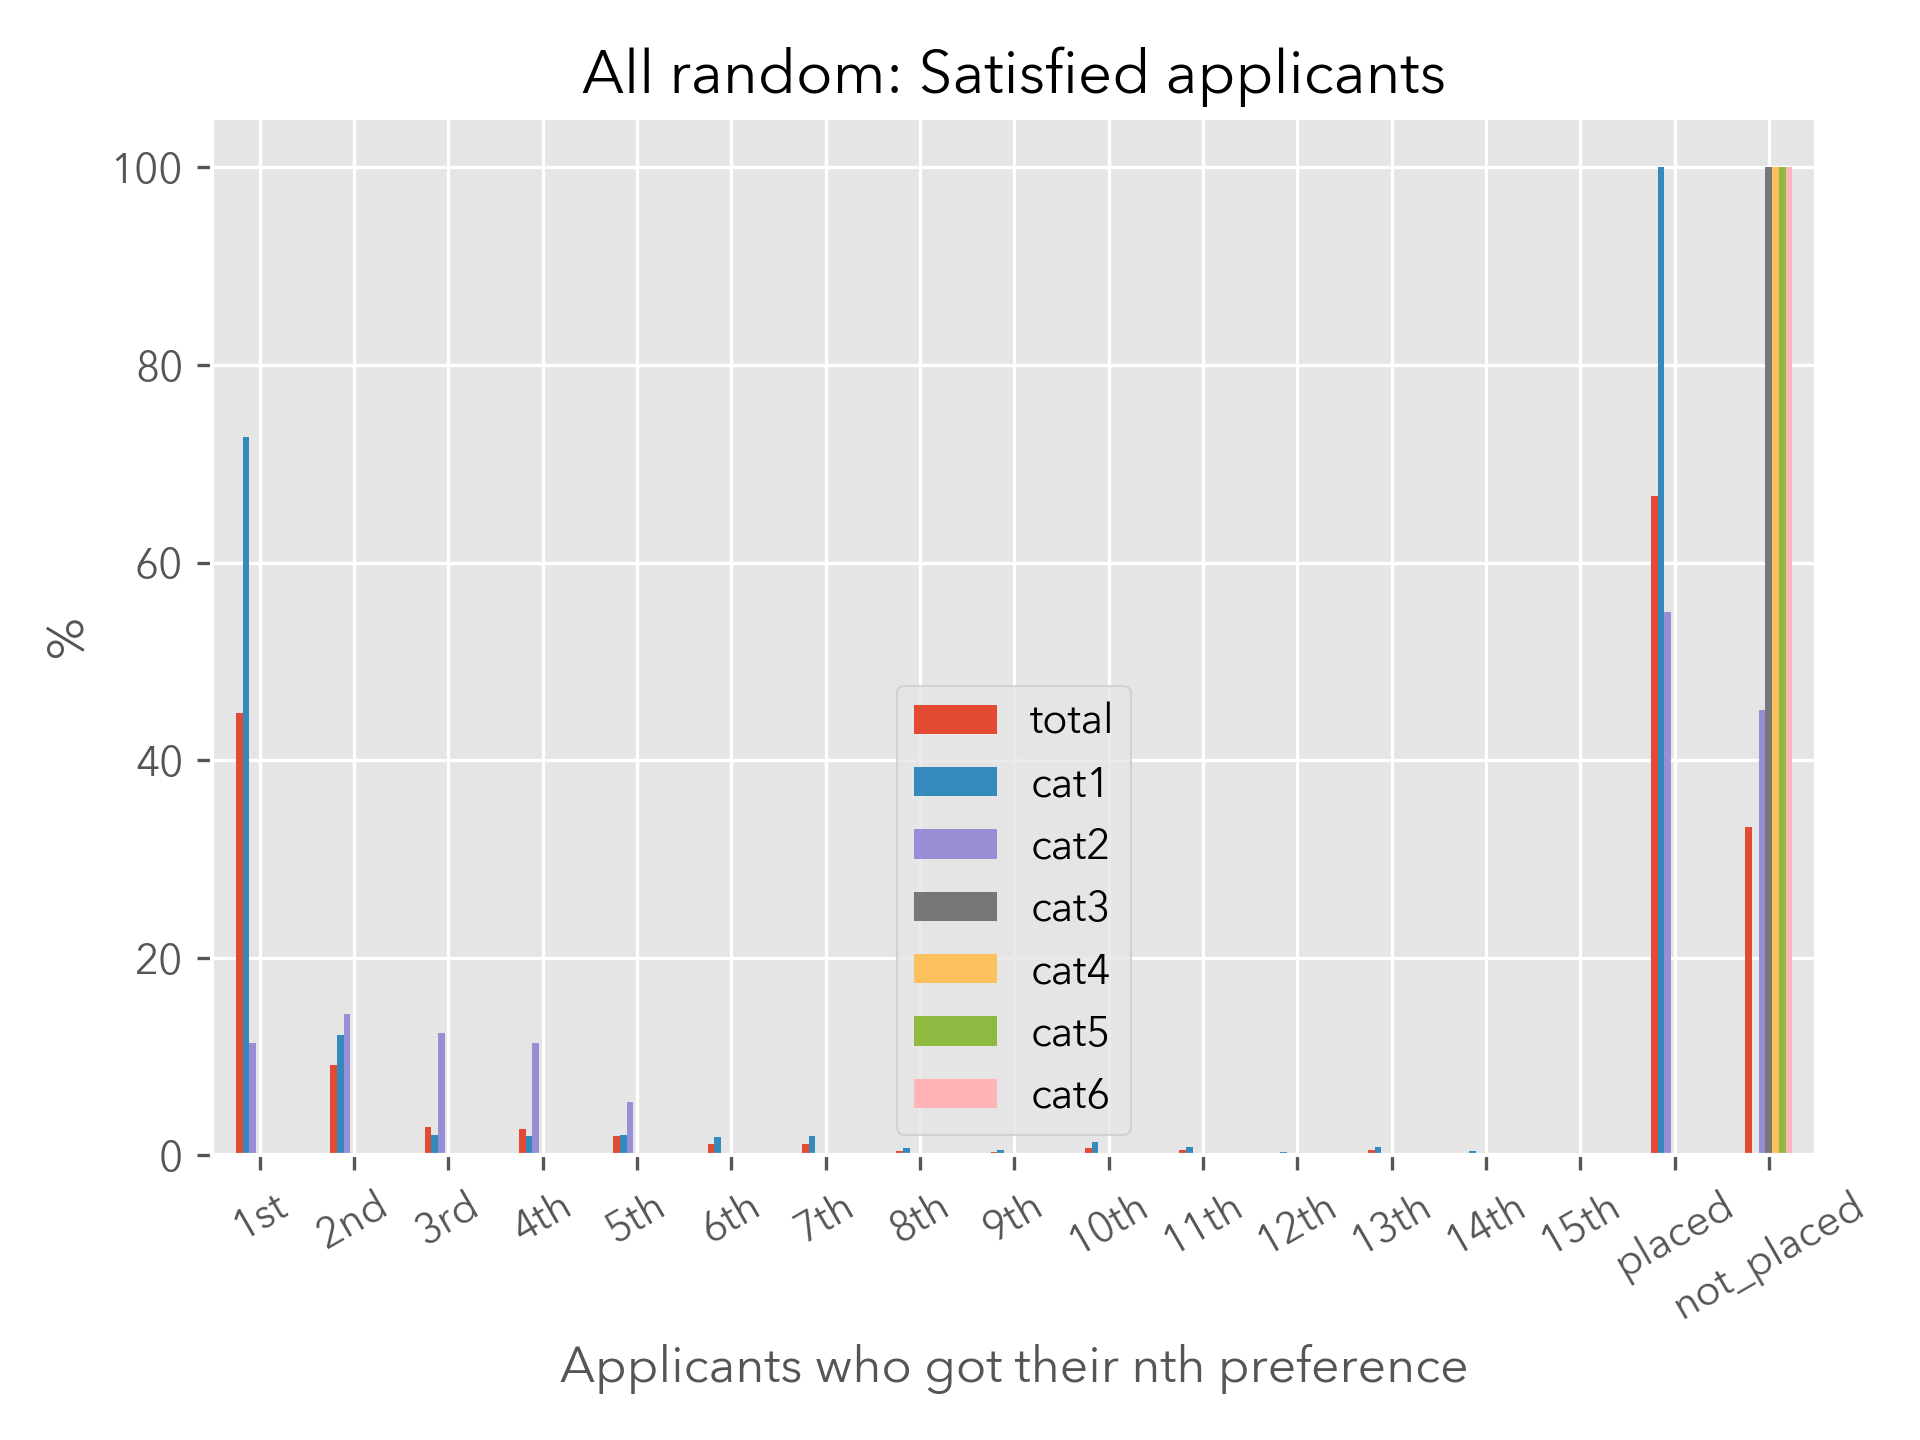 All random: Satisfied applicants
100
80
60
40
20
0
%
total
cat1
cat2
cat3
cat4
cat5
cat6
1st
2nd
3rd
4th
5th
6th
7th
8th
9th
10th
11th
12th
13th
14th
15th
placed
not_placed
Applicants who got their nth preference